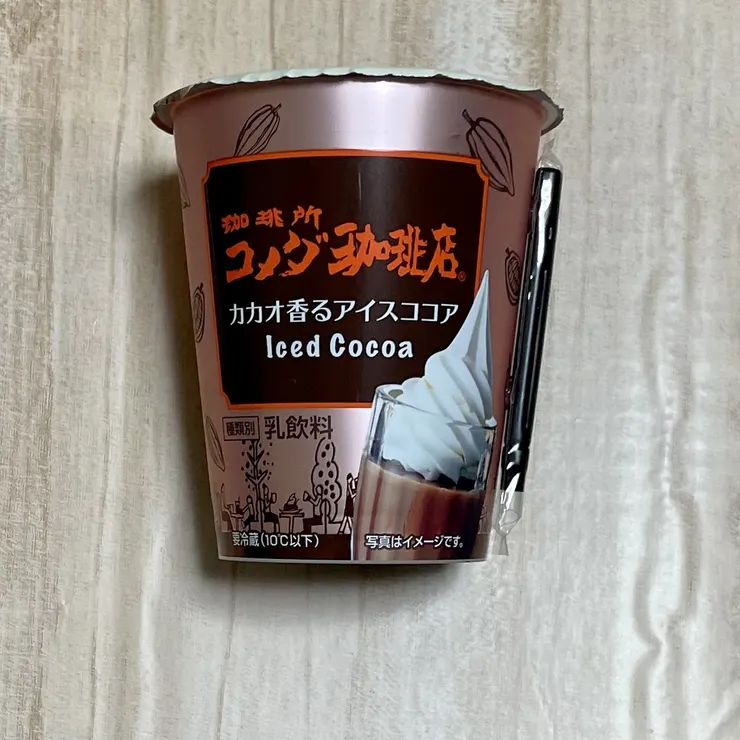 珈琲所
コメダ珈琲店®
カカオ香るアイスココア
Iced Cocoa
種類別 乳飲料
要冷蔵(10℃以下)
写真はイメージです。